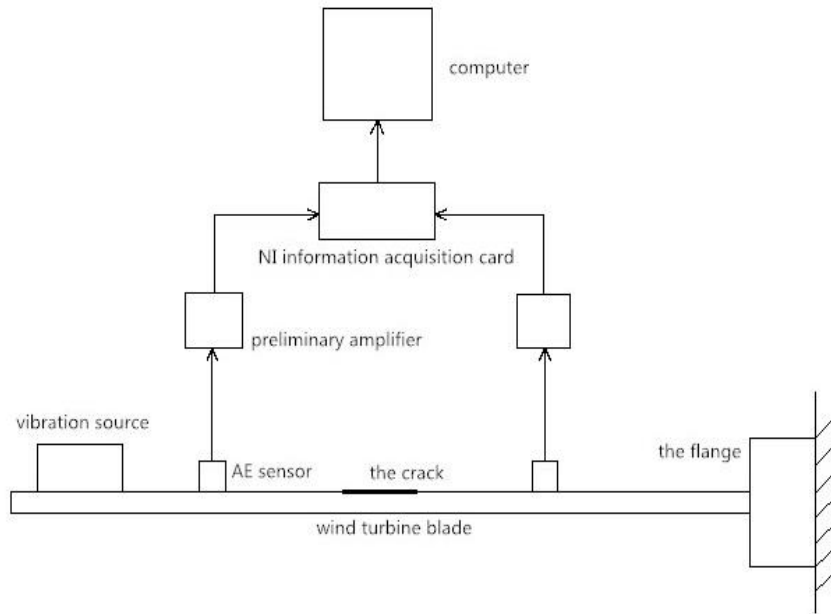 computer
NI information acquisition card
preliminary amplifier
vibration source
AE sensor
the crack
the flange
wind turbine blade